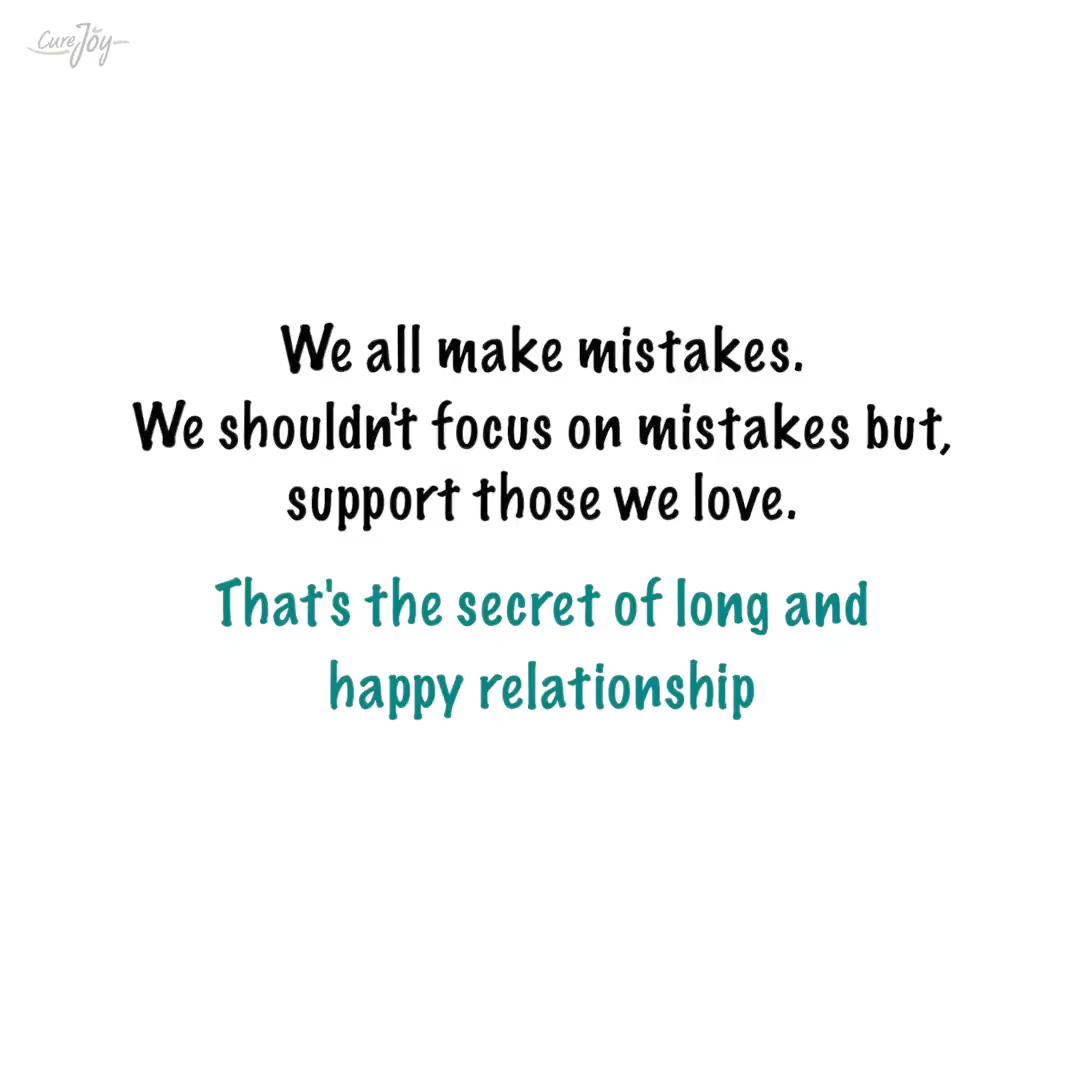 CureJoy
We all make mistakes.
We shouldn't focus on mistakes but,
support those we love.
That's the secret of long and
happy relationship